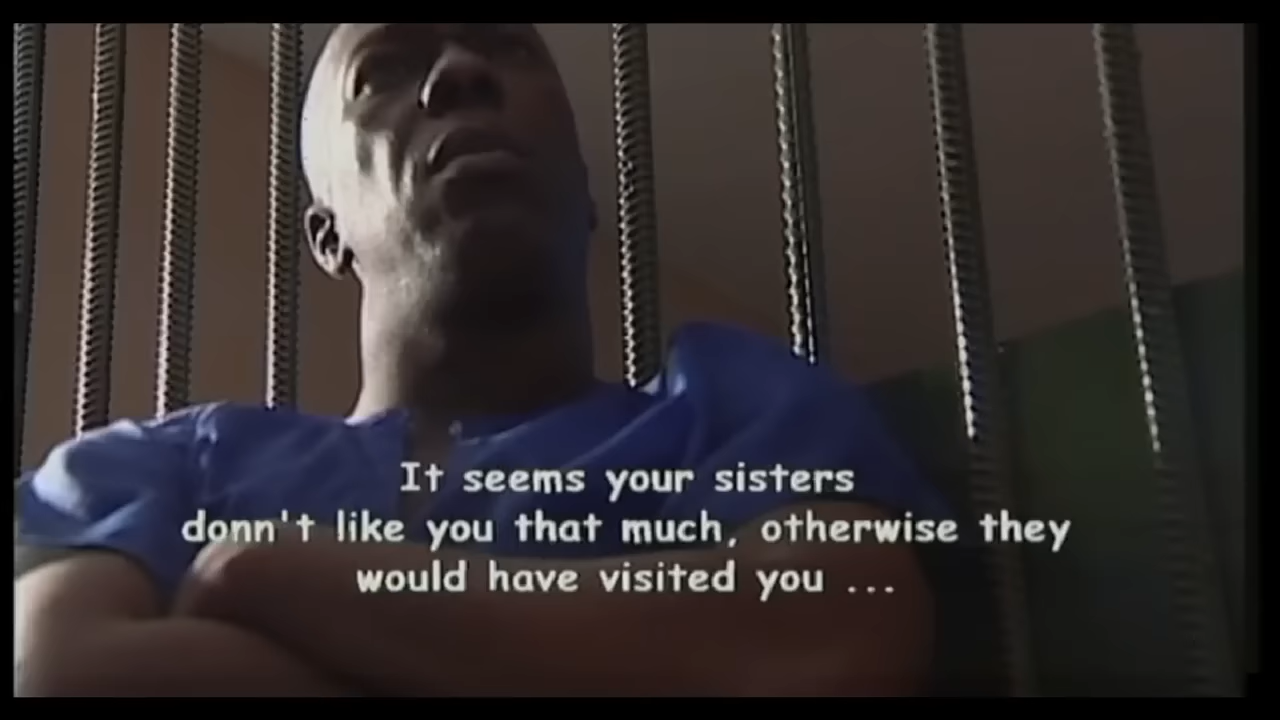 It seems your sisters
donn't like you that much, otherwise they
would have visited you ...